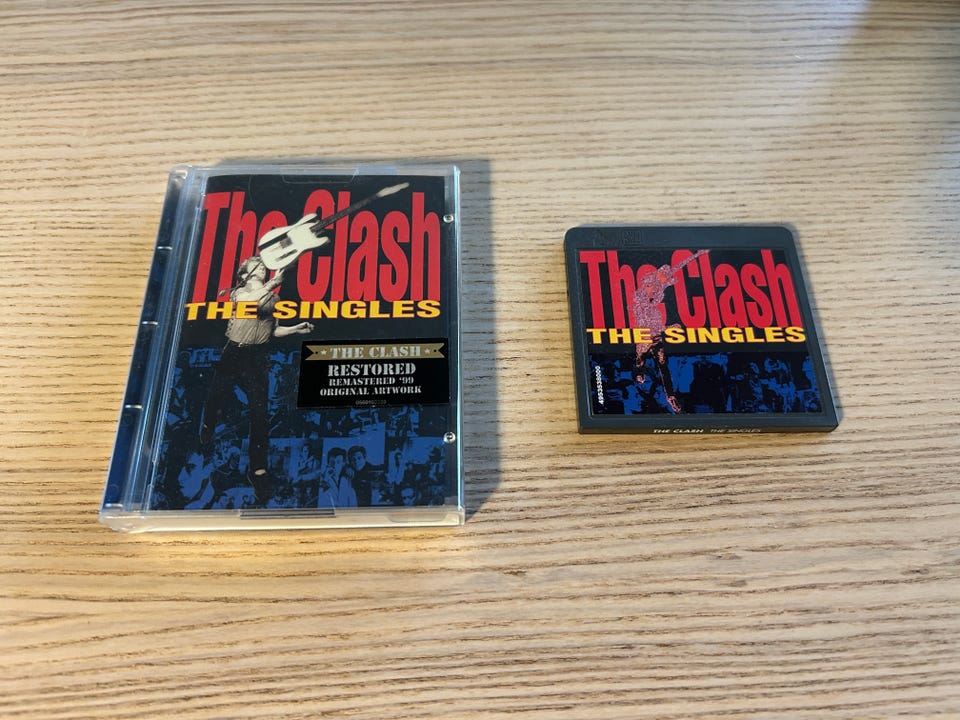 The Clash
THE SINGLES
THE CLASH
RESTORED
REMASTERED '99
ORIGINAL ARTWORK
The Clash
THE SINGLES
4953538000
THE CLASH THE SINGLES